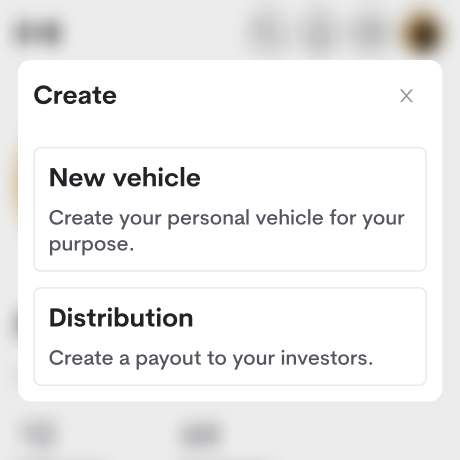 Create
New vehicle
Create your personal vehicle for your
purpose.
Distribution
Create a payout to your investors.